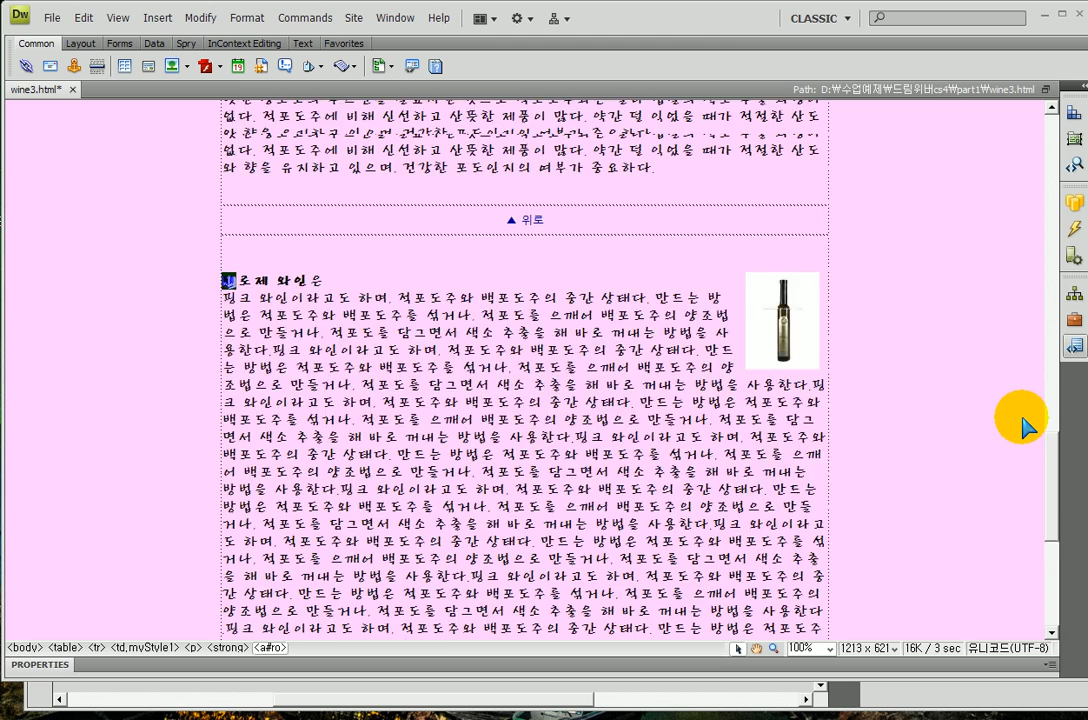 Dw File Edit View Insert Modify Format Commands Site Window Help CLASSIC
Common Layout Forms Data Spry InContext Editing Text Favorites
wine3.html* Path: D:\수업예제\드림위버cs4\part1\wine3.html
없다. 적포도주에 비해 신선하고 산뜻한 제품이 많다. 약간 덜 익었을 때가 적절한 산도
없다. 적포도주에 비해 신선하고 산뜻한 제품이 많다. 약간 덜 익었을 때가 적절한 산도
와 향을 유지하고 있으며, 건강한 포도인지의 여부가 중요하다.
▲ 위로
로제 와인은
핑크 와인이라고도 하며, 적포도주와 백포도주의 중간 상태다. 만드는 방
법은 적포도주와 백포도주를 섞거나, 적포도를 으깨어 백포도주의 양조법
으로 만들거나, 적포도를 담그면서 색소 추출을 해 바로 꺼내는 방법을 사
용한다.핑크 와인이라고도 하며, 적포도주와 백포도주의 중간 상태다. 만드
는 방법은 적포도주와 백포도주를 섞거나, 적포도를 으깨어 백포도주의 양
조법으로 만들거나, 적포도를 담그면서 색소 추출을 해 바로 꺼내는 방법을 사용한다.핑
크 와인이라고도 하며, 적포도주와 백포도주의 중간 상태다. 만드는 방법은 적포도주와
백포도주를 섞거나, 적포도를 으깨어 백포도주의 양조법으로 만들거나, 적포도를 담그
면서 색소 추출을 해 바로 꺼내는 방법을 사용한다.핑크 와인이라고도 하며, 적포도주와
백포도주의 중간 상태다. 만드는 방법은 적포도주와 백포도주를 섞거나, 적포도를 으깨
어 백포도주의 양조법으로 만들거나, 적포도를 담그면서 색소 추출을 해 바로 꺼내는
방법을 사용한다.핑크 와인이라고도 하며, 적포도주와 백포도주의 중간 상태다. 만드는
방법은 적포도주와 백포도주를 섞거나, 적포도를 으깨어 백포도주의 양조법으로 만들
거나, 적포도를 담그면서 색소 추출을 해 바로 꺼내는 방법을 사용한다.핑크 와인이라고
도 하며, 적포도주와 백포도주의 중간 상태다. 만드는 방법은 적포도주와 백포도주를 섞
거나, 적포도를 으깨어 백포도주의 양조법으로 만들거나, 적포도를 담그면서 색소 추출
을 해 바로 꺼내는 방법을 사용한다.핑크 와인이라고도 하며, 적포도주와 백포도주의 중
간 상태다. 만드는 방법은 적포도주와 백포도주를 섞거나, 적포도를 으깨어 백포도주의
양조법으로 만들거나, 적포도를 담그면서 색소 추출을 해 바로 꺼내는 방법을 사용한다
.핑크 와인이라고도 하며, 적포도주와 백포도주의 중간 상태다. 만드는 방법은 적포도주
<body> <table> <tr> <td.myStyle1> <p> <strong> <a#ro> 100% 1213 x 621 16K / 3 sec 유니코드(UTF-8)
PROPERTIES